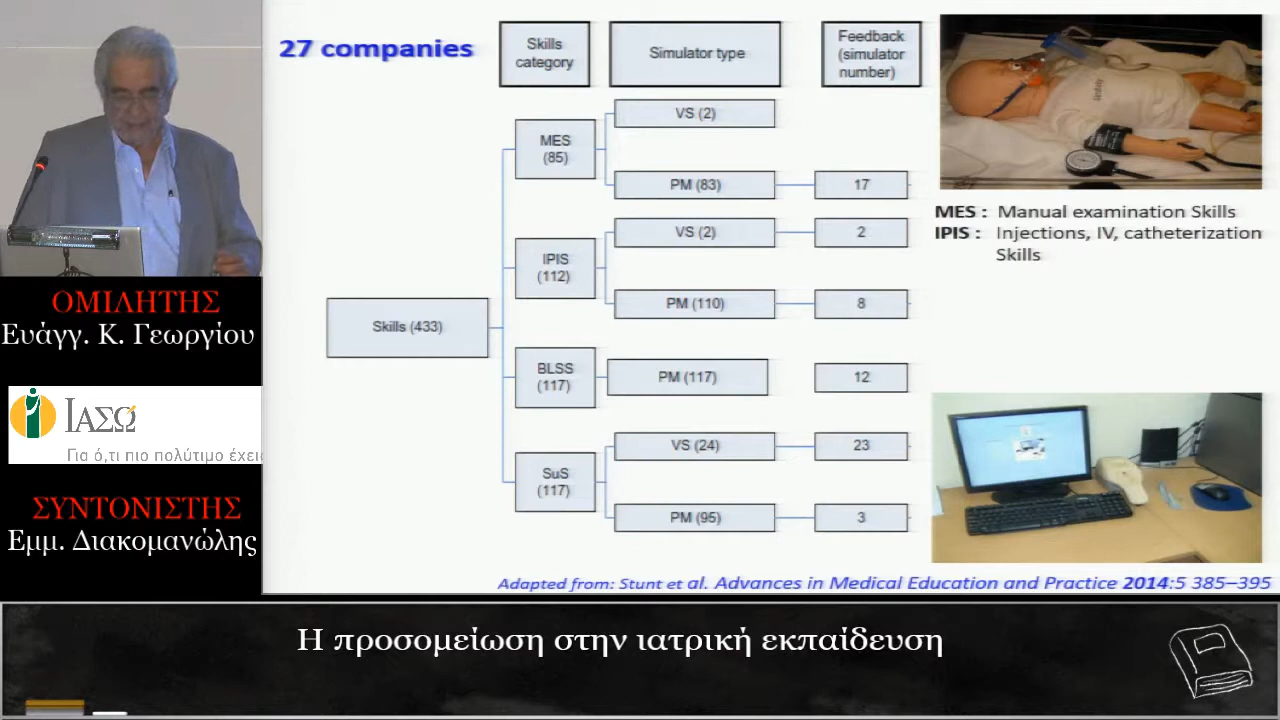 27 companies
Skills category
Simulator type
Feedback (simulator number)
MES (85)
VS (2)
PM (83)
17
IPIS (112)
VS (2)
2
PM (110)
8
Skills (433)
BLSS (117)
PM (117)
12
SuS (117)
VS (24)
23
PM (95)
3
MES : Manual examination Skills
IPIS : Injections, IV, catheterization
Skills
Adapted from: Stunt et al. Advances in Medical Education and Practice 2014:5 385–395
ΟΜΙΛΗΤΗΣ
Ευάγγ. Κ. Γεωργίου
ΙΑΣΩ
Για ό,τι πιο πολύτιμο έχει
ΣΥΝΤΟΝΙΣΤΗΣ
Εμμ. Διακομανώλης
Η προσομείωση στην ιατρική εκπαίδευση